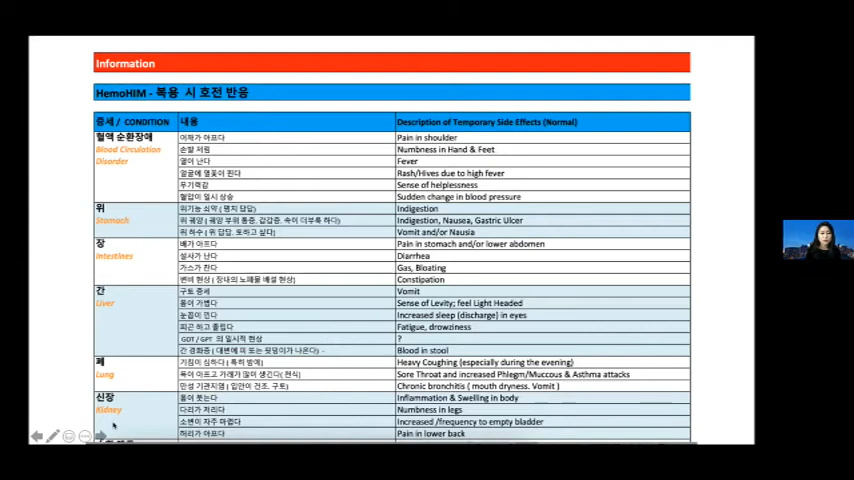 Information
HemoHIM - 복용 시 호전 반응
증세 / CONDITION 내용 Description of Temporary Side Effects (Normal)
혈액 순환장애 어깨가 아프다 Pain in shoulder
Blood Circulation 손발 저림 Numbness in Hand & Feet
Disorder 열이 난다 Fever
얼굴에 열꽃이 핀다 Rash/Hives due to high fever
무기력감 Sense of helplessness
혈압이 일시 상승 Sudden change in blood pressure
위 위기능 쇠약 ( 명치 답답) Indigestion
Stomach 위 궤양 ( 궤양 부위 통증, 갑갑증, 속이 더부룩 하다) Indigestion, Nausea, Gastric Ulcer
위 하수 ( 위 답답, 토하고 싶다) Vomit and/or Nausia
장 배가 아프다 Pain in stomach and/or lower abdomen
Intestines 설사가 난다 Diarrhea
가스가 찬다 Gas, Bloating
변비 현상 ( 장내의 노폐물 배설 현상) Constipation
간 구토 증세 Vomit
Liver 몸이 가볍다 Sense of Levity; feel Light Headed
눈꼽이 낀다 Increased sleep (discharge) in eyes
피곤 하고 졸립다 Fatigue, drowziness
GOT / GPT 의 일시적 현상 ?
간 경화증 ( 대변에 피 또는 핏덩이가 나온다) - Blood in stool
폐 기침이 심하다 ( 특히 밤에) Heavy Coughing (especially during the evening)
Lung 목이 아프고 가래가 많이 생긴다 ( 천식) Sore Throat and increased Phlegm/Muccous & Asthma attacks
만성 기관지염 ( 입안이 건조, 구토) Chronic bronchitis ( mouth dryness. Vomit )
신장 몸이 붓는다 Inflammation & Swelling in body
Kidney 다리가 저리다 Numbness in legs
소변이 자주 마렵다 Increased /frequency to empty bladder
허리가 아프다 Pain in lower back